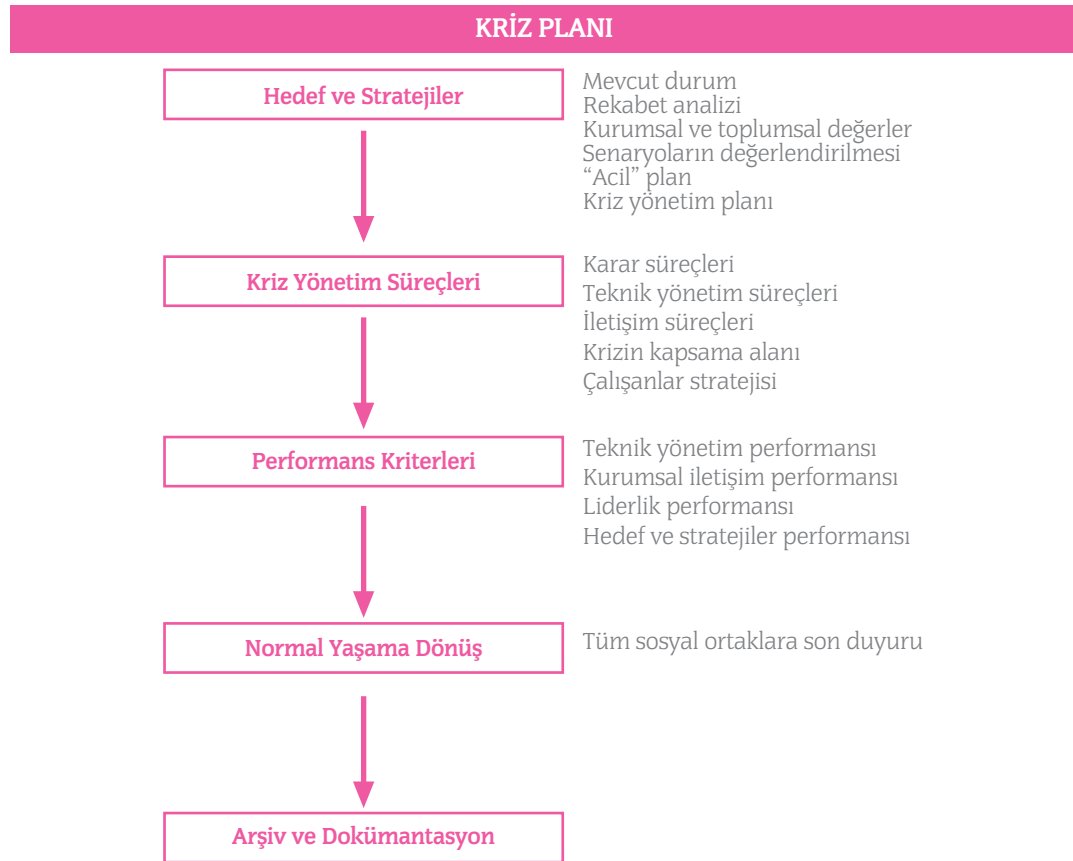 KRİZ PLANI
Hedef ve Stratejiler
Mevcut durum
Rekabet analizi
Kurumsal ve toplumsal değerler
Senaryoların değerlendirilmesi
“Acil” plan
Kriz yönetim planı
Kriz Yönetim Süreçleri
Karar süreçleri
Teknik yönetim süreçleri
İletişim süreçleri
Krizin kapsama alanı
Çalışanlar stratejisi
Performans Kriterleri
Teknik yönetim performansı
Kurumsal iletişim performansı
Liderlik performansı
Hedef ve stratejiler performansı
Normal Yaşama Dönüş
Tüm sosyal ortaklara son duyuru
Arşiv ve Dokümantasyon